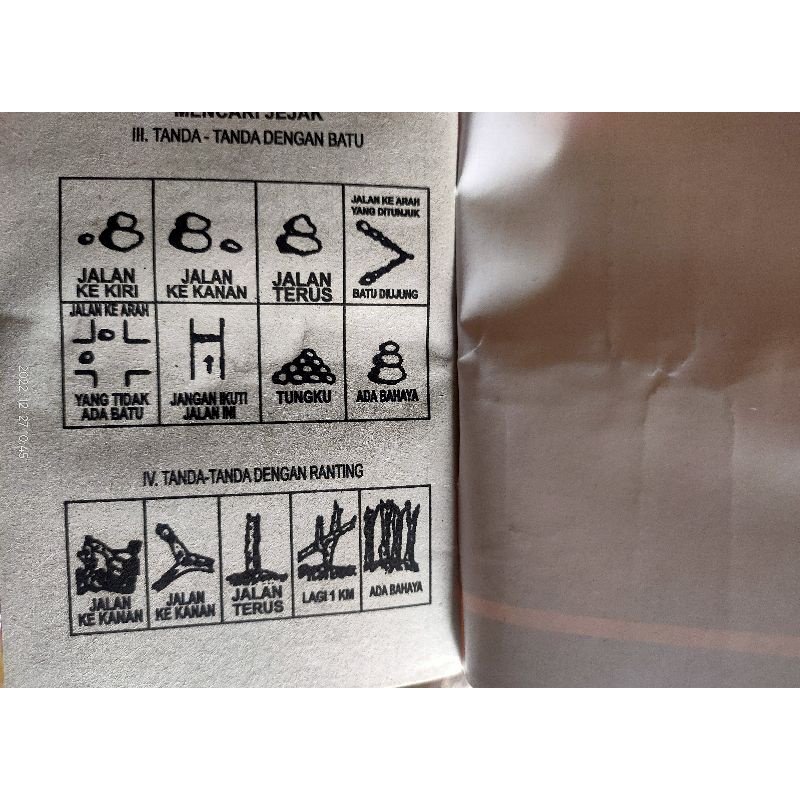 MENCARI JEJAK
III. TANDA - TANDA DENGAN BATU
JALAN
KE KIRI
JALAN
KE KANAN
JALAN
TERUS
JALAN KE ARAH
YANG DITUNJUK
BATU DIUJUNG
JALAN KE ARAH
YANG TIDAK
ADA BATU
JANGAN IKUTI
JALAN INI
TUNGKU
ADA BAHAYA
IV. TANDA-TANDA DENGAN RANTING
JALAN
KE KANAN
JALAN
KE KANAN
JALAN
TERUS
LAGI 1 KM
ADA BAHAYA